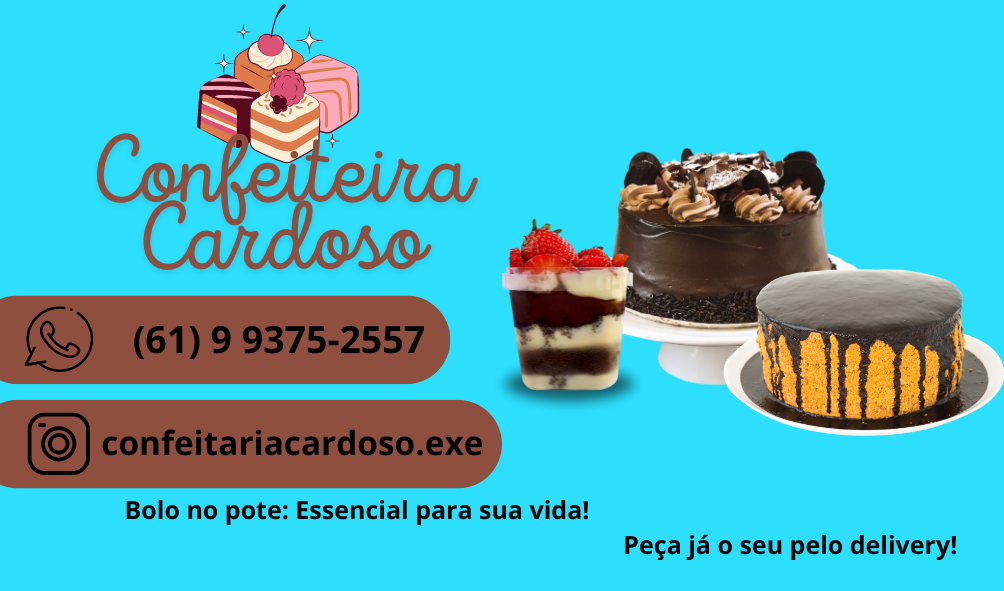 Confeiteira
Cardoso
(61) 9 9375-2557
confeitariacardoso.exe
Bolo no pote: Essencial para sua vida!
Peça já o seu pelo delivery!